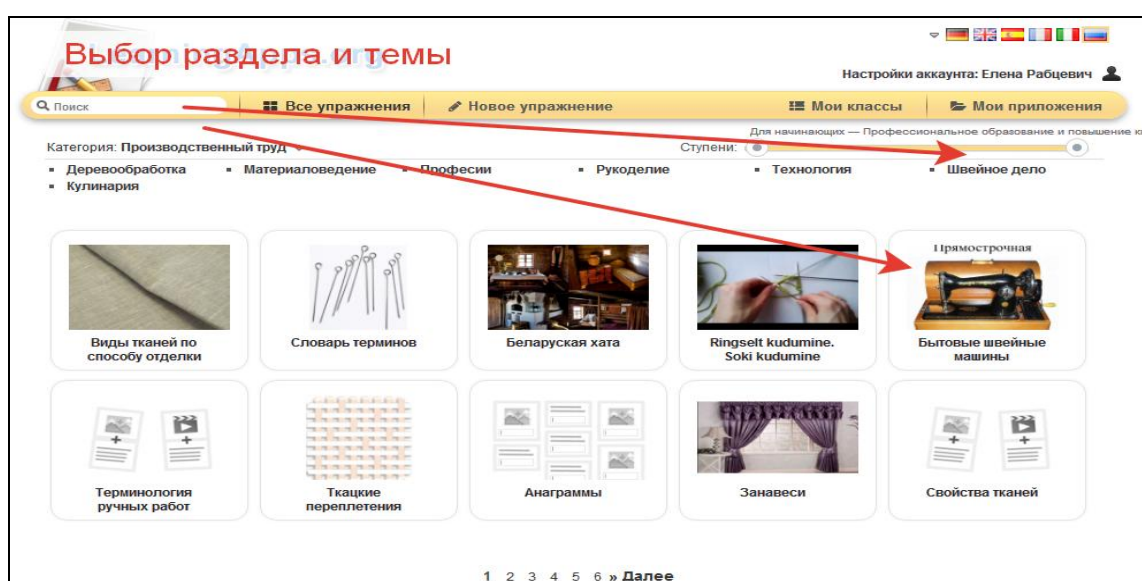 Выбор раздела и темы
Настройки аккаунта: Елена Рабцевич
Поиск
Все упражнения
Новое упражнение
Мои классы
Мои приложения
Для начинающих — Профессиональное образование и повышение
Категория: Производственный труд
Ступени:
Деревообработка
Материаловедение
Професии
Рукоделие
Технология
Швейное дело
Кулинария
Прямострочная
Виды тканей по
способу отделки
Словарь терминов
Беларуская хата
Ringselt kudumine.
Soki kudumine
Бытовые швейные
машины
Терминология
ручных работ
Ткацкие
переплетения
Анаграммы
Занавеси
Свойства тканей
1 2 3 4 5 6 » Далее